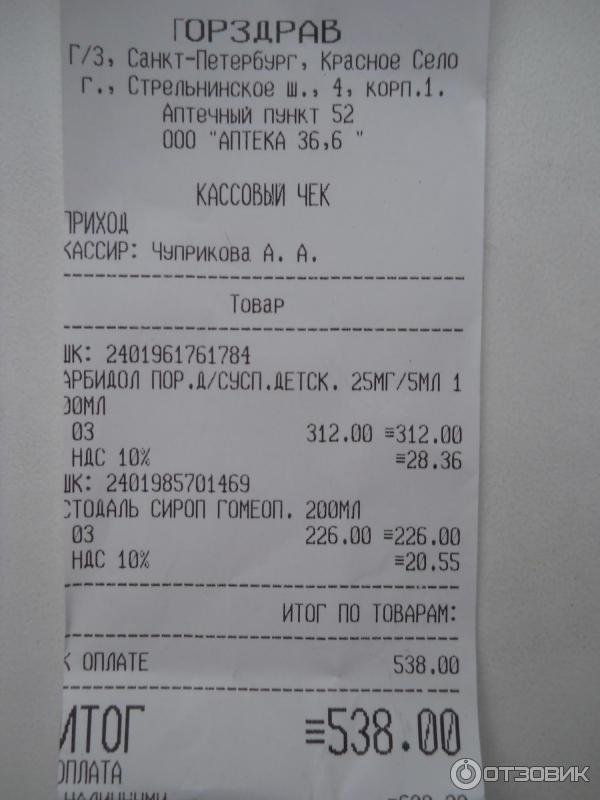 ГОРЗДРАВ
Г/З, Санкт-Петербург, Красное Село
г., Стрельнинское ш., 4, корп.1.
Аптечный пункт 52
ООО "АПТЕКА 36,6 "
КАССОВЫЙ ЧЕК
ПРИХОД
КАССИР: Чуприкова А. А.
Товар
ШК: 2401961761784
АРБИДОЛ ПОР.Д/СУСП.ДЕТСК. 25МГ/5МЛ 1
00МЛ
03 312.00 ≡312.00
НДС 10% ≡28.36
ШК: 2401985701469
СТОДАЛЬ СИРОП ГОМЕОП. 200МЛ
03 226.00 ≡226.00
НДС 10% ≡20.55
ИТОГ ПО ТОВАРАМ:
К ОПЛАТЕ 538.00
ИТОГ ≡538.00
ОПЛАТА
НАЛИЧНЫМИ
ОТЗОВИК